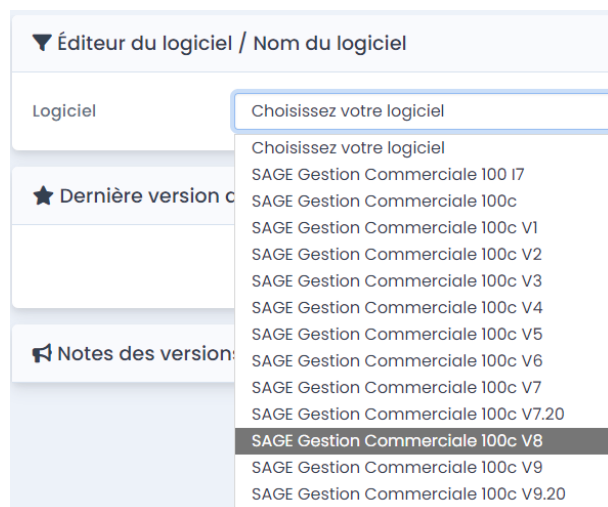 Éditeur du logiciel / Nom du logiciel
Logiciel
Choisissez votre logiciel
Choisissez votre logiciel
SAGE Gestion Commerciale 100 I7
SAGE Gestion Commerciale 100c
SAGE Gestion Commerciale 100c V1
SAGE Gestion Commerciale 100c V2
SAGE Gestion Commerciale 100c V3
SAGE Gestion Commerciale 100c V4
SAGE Gestion Commerciale 100c V5
SAGE Gestion Commerciale 100c V6
SAGE Gestion Commerciale 100c V7
SAGE Gestion Commerciale 100c V7.20
SAGE Gestion Commerciale 100c V8
SAGE Gestion Commerciale 100c V9
SAGE Gestion Commerciale 100c V9.20
Dernière version
Notes des versions